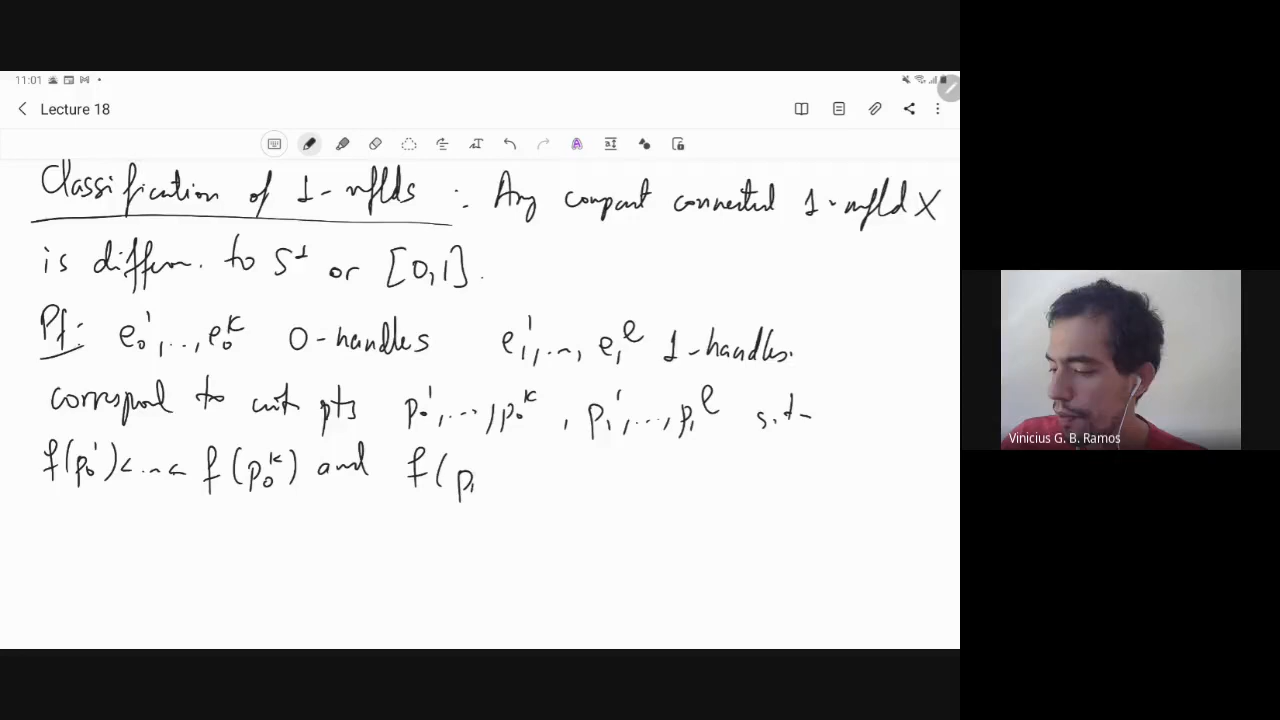 11:01
Lecture 18
Classification of 1-mflds : Any compact connected 1-mfld X
is diffeom. to S¹ or [0,1].
Pf: e₀¹,..,e₀ᵏ 0-handles e₁¹,..., e₁ˡ 1-handles.
correspond to crit pts p₀¹,...,p₀ᵏ, p₁¹,...,p₁ˡ s.t.
f(p₀¹)<...< f(p₀ᵏ) and f(p₁
Vinicius G. B. Ramos